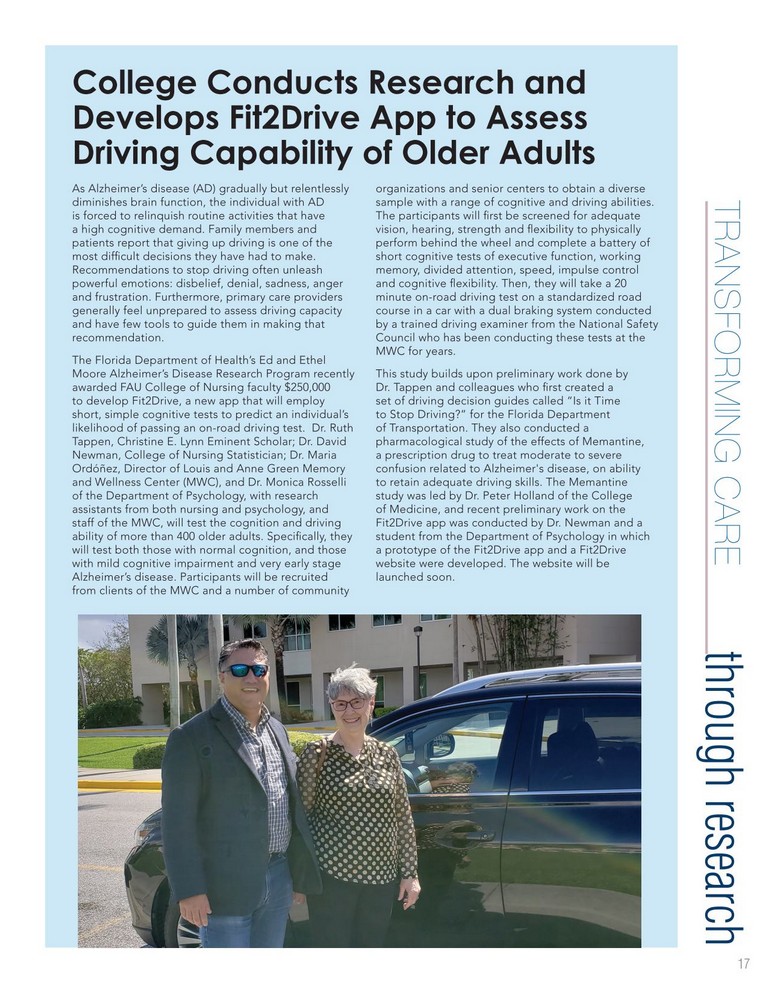 College Conducts Research and
Develops Fit2Drive App to Assess
Driving Capability of Older Adults
As Alzheimer’s disease (AD) gradually but relentlessly
diminishes brain function, the individual with AD
is forced to relinquish routine activities that have
a high cognitive demand. Family members and
patients report that giving up driving is one of the
most difficult decisions they have had to make.
Recommendations to stop driving often unleash
powerful emotions: disbelief, denial, sadness, anger
and frustration. Furthermore, primary care providers
generally feel unprepared to assess driving capacity
and have few tools to guide them in making that
recommendation.
The Florida Department of Health’s Ed and Ethel
Moore Alzheimer’s Disease Research Program recently
awarded FAU College of Nursing faculty $250,000
to develop Fit2Drive, a new app that will employ
short, simple cognitive tests to predict an individual’s
likelihood of passing an on-road driving test.  Dr. Ruth
Tappen, Christine E. Lynn Eminent Scholar; Dr. David
Newman, College of Nursing Statistician; Dr. Maria
Ordóñez, Director of Louis and Anne Green Memory
and Wellness Center (MWC), and Dr. Monica Rosselli
of the Department of Psychology, with research
assistants from both nursing and psychology, and
staff of the MWC, will test the cognition and driving
ability of more than 400 older adults. Specifically, they
will test both those with normal cognition, and those
with mild cognitive impairment and very early stage
Alzheimer’s disease. Participants will be recruited
from clients of the MWC and a number of community
organizations and senior centers to obtain a diverse
sample with a range of cognitive and driving abilities.
The participants will first be screened for adequate
vision, hearing, strength and flexibility to physically
perform behind the wheel and complete a battery of
short cognitive tests of executive function, working
memory, divided attention, speed, impulse control
and cognitive flexibility. Then, they will take a 20
minute on-road driving test on a standardized road
course in a car with a dual braking system conducted
by a trained driving examiner from the National Safety
Council who has been conducting these tests at the
MWC for years.
This study builds upon preliminary work done by
Dr. Tappen and colleagues who first created a
set of driving decision guides called “Is it Time
to Stop Driving?” for the Florida Department
of Transportation. They also conducted a
pharmacological study of the effects of Memantine,
a prescription drug to treat moderate to severe
confusion related to Alzheimer's disease, on ability
to retain adequate driving skills. The Memantine
study was led by Dr. Peter Holland of the College
of Medicine, and recent preliminary work on the
Fit2Drive app was conducted by Dr. Newman and a
student from the Department of Psychology in which
a prototype of the Fit2Drive app and a Fit2Drive
website were developed. The website will be
launched soon.
TRANSFORMING CARE
through research
17